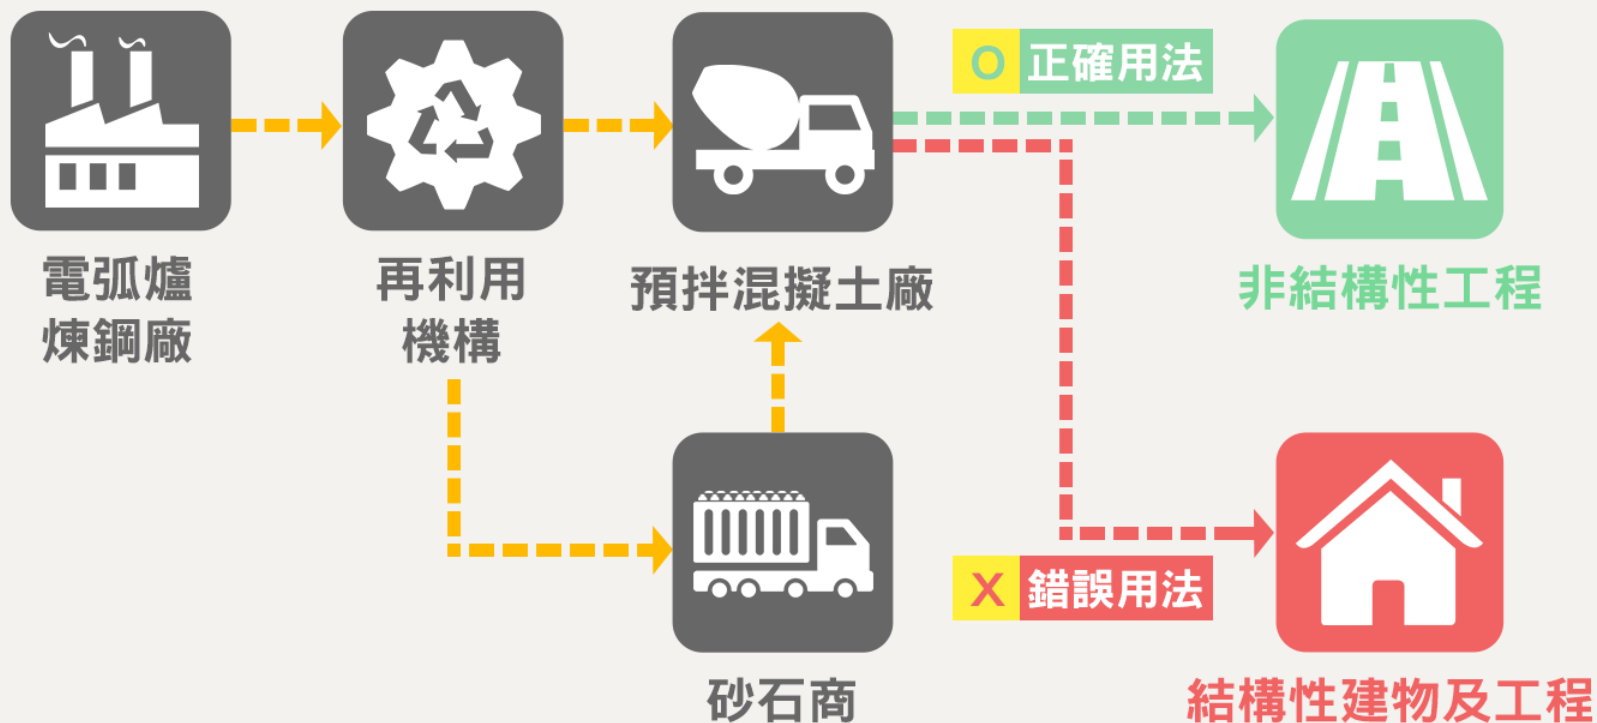 O 正確用法
電弧爐
煉鋼廠
再利用
機構
預拌混擬土廠
非結構性工程
X 錯誤用法
砂石商
結構性建物及工程